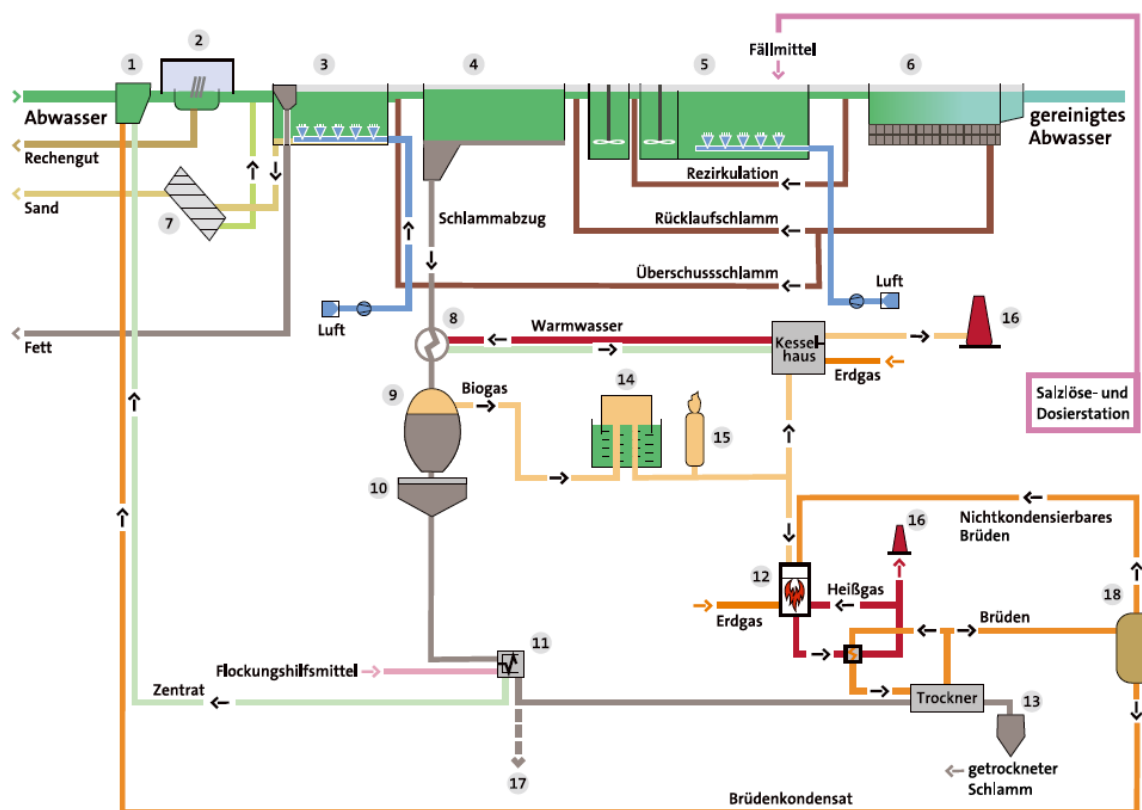 1
2
3
4
Fällmittel
5
6
Abwasser
gereinigtes
Abwasser
Rechengut
Sand
7
Rezirkulation
Schlammabzug
Rücklaufschlamm
Überschussschlamm
Luft
Luft
Fett
8
Warmwasser
Kessel-
haus
16
Erdgas
Salzlöse- und
Dosierstation
9
Biogas
14
15
10
Nichtkondensierbares
Brüden
16
12
Heißgas
18
Erdgas
Brüden
11
Flockungshilfsmittel
Zentrat
Trockner
13
17
getrockneter
Schlamm
Brüdenkondensat